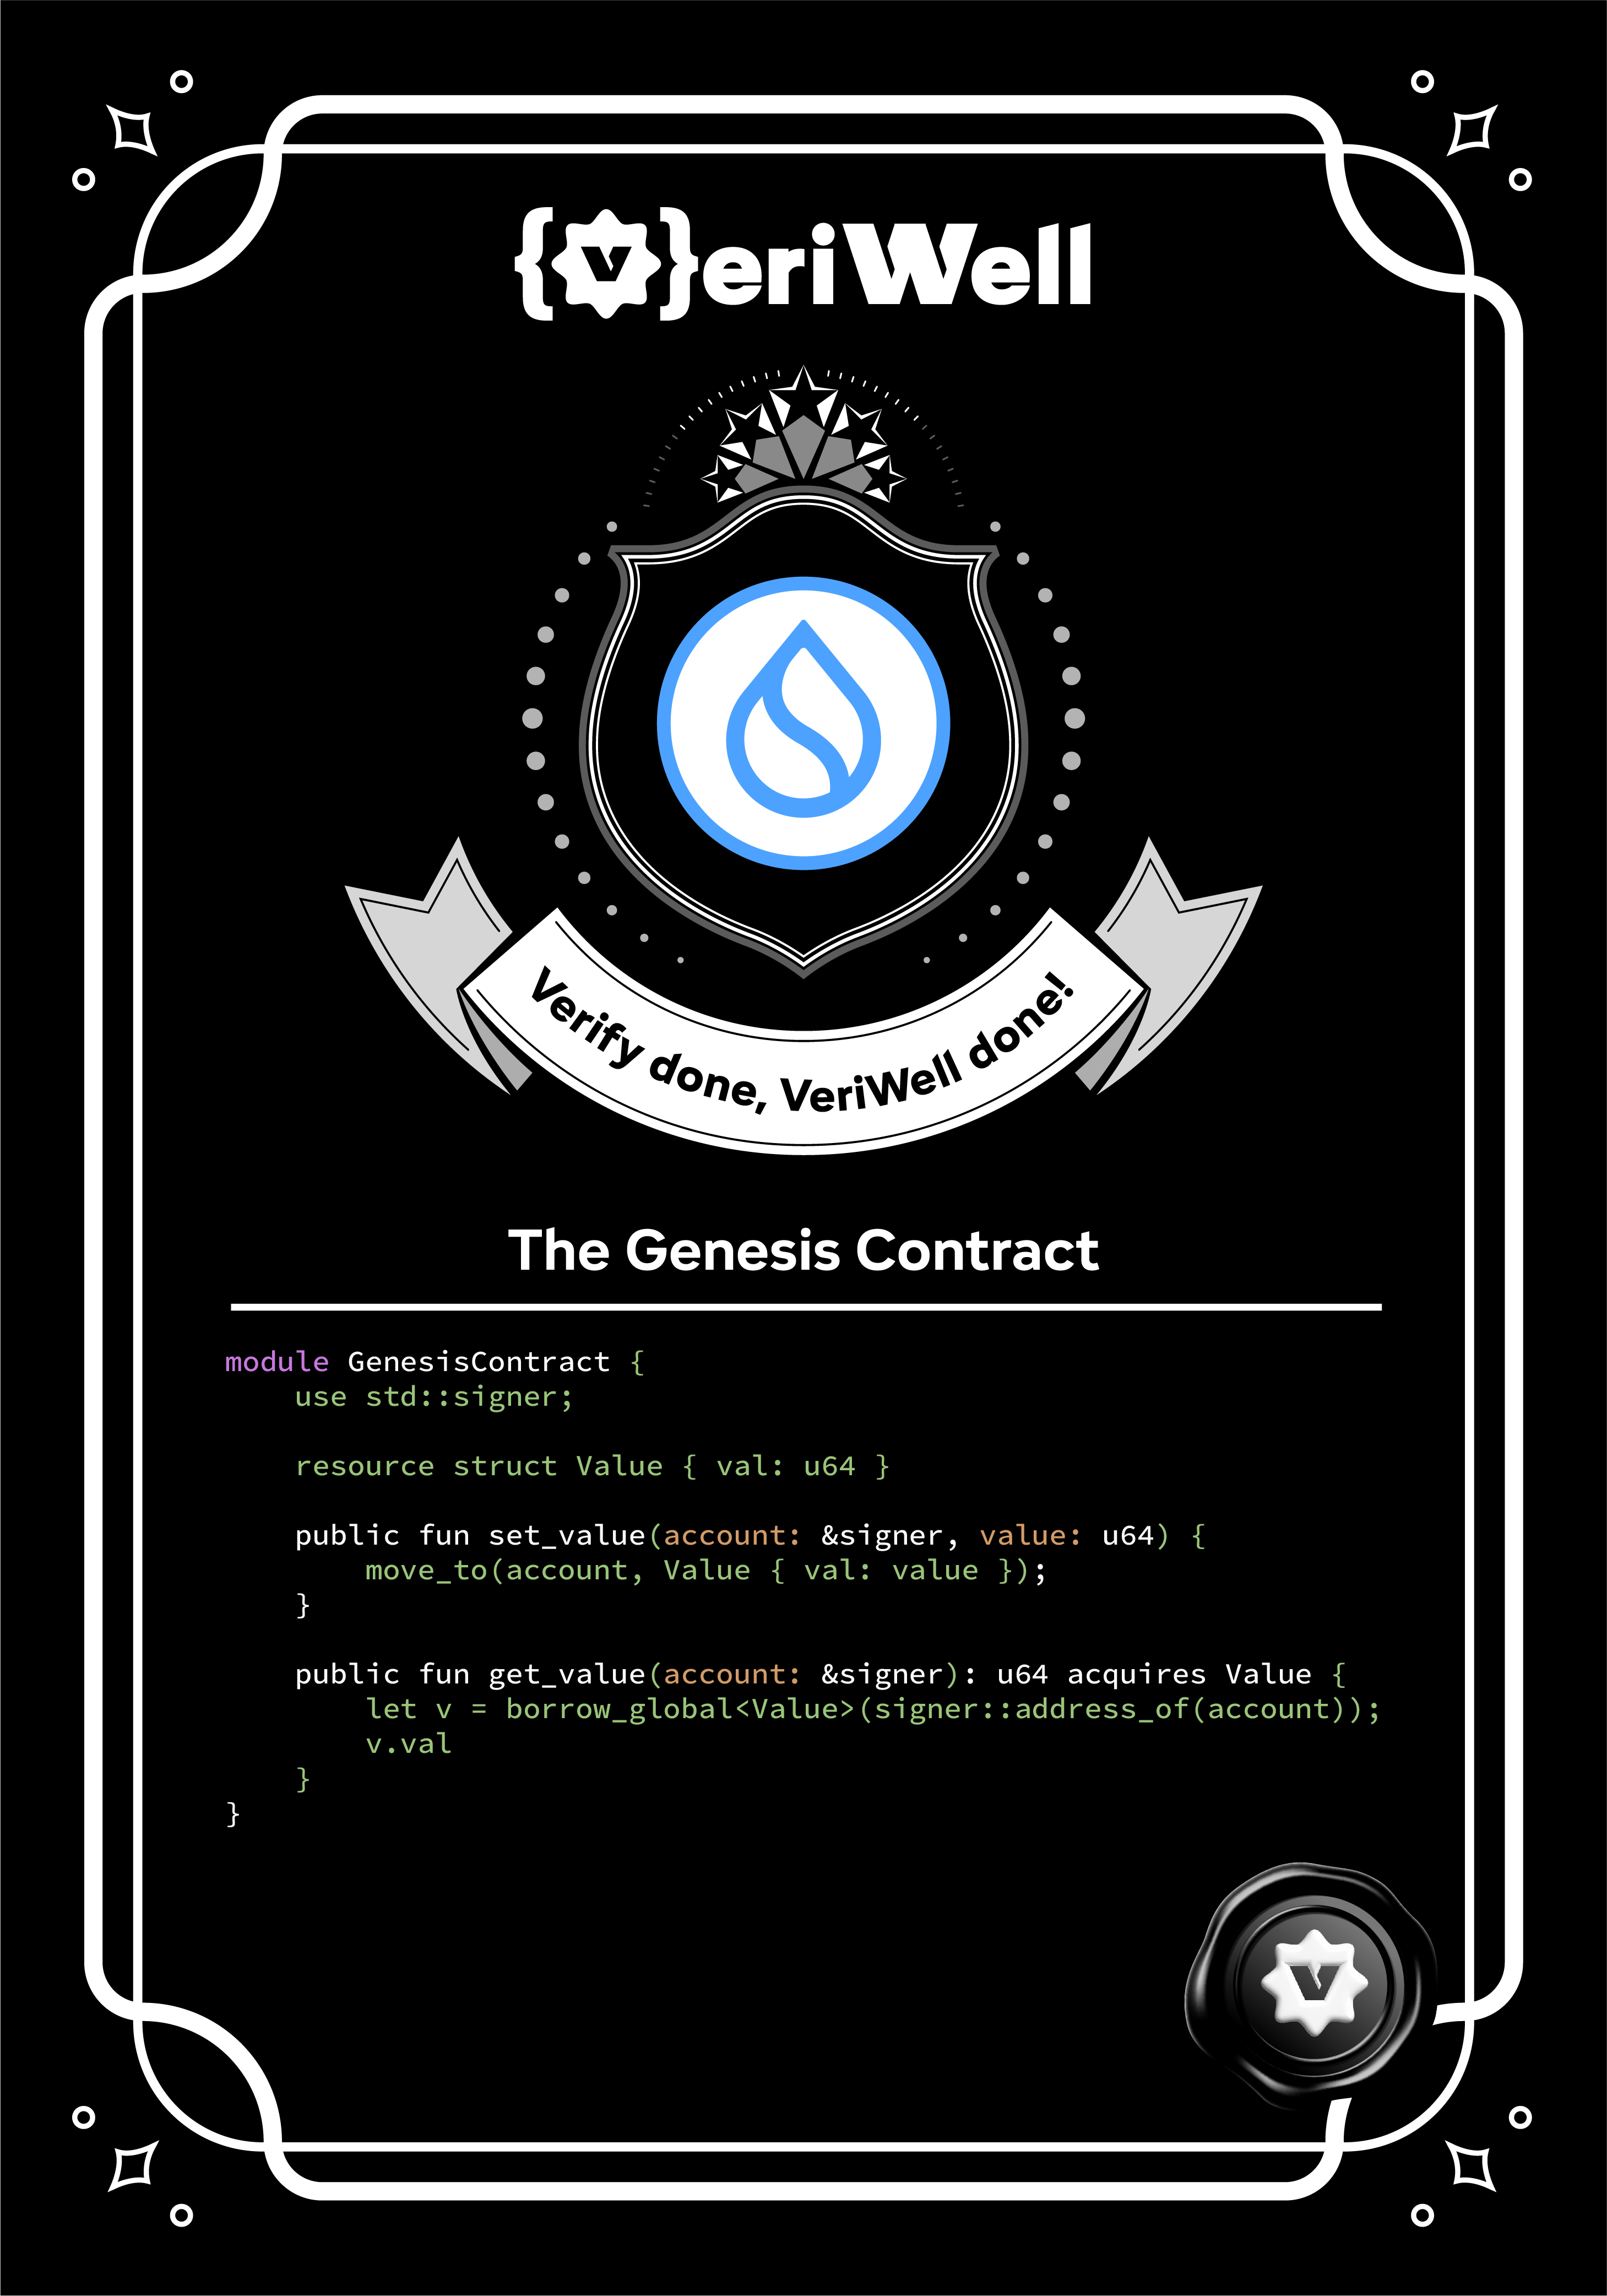 {V}eriWell
Verify done, VeriWell done!
The Genesis Contract
module GenesisContract {
    use std::signer;

    resource struct Value { val: u64 }

    public fun set_value(account: &signer, value: u64) {
        move_to(account, Value { val: value });
    }

    public fun get_value(account: &signer): u64 acquires Value {
        let v = borrow_global<Value>(signer::address_of(account));
        v.val
    }
}
V